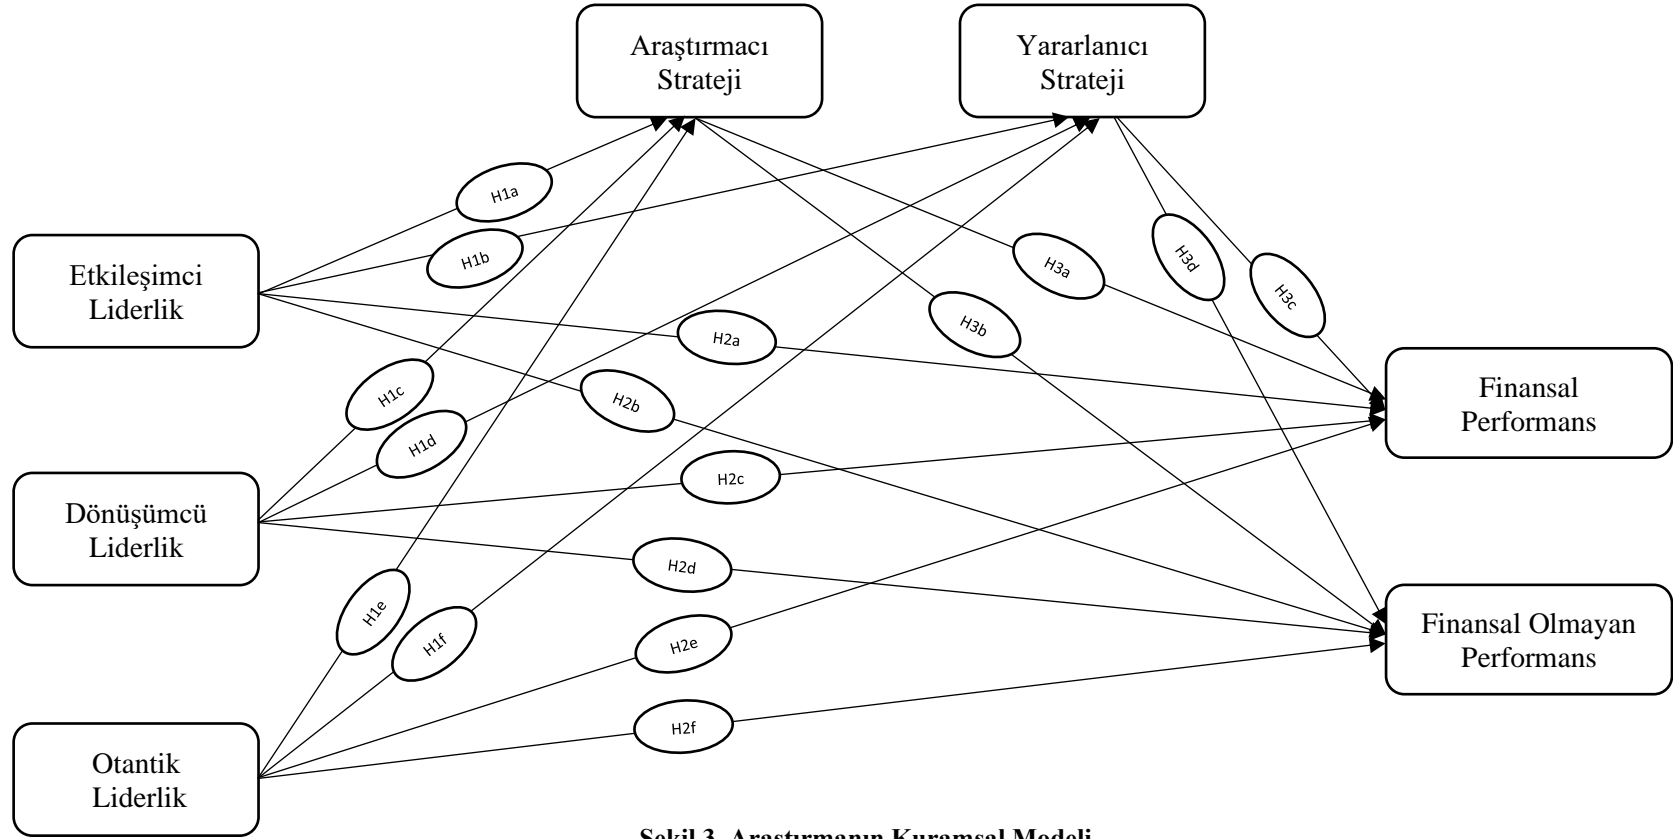 Araştırmacı
Strateji
Yararlanıcı
Strateji
H1a
H1b
Etkileşimci
Liderlik
H3a
H3d
H3c
H3b
H2a
H1c
H2b
H1d
Finansal
Performans
H2c
Dönüşümcü
Liderlik
H2d
H1e
H1f
H2e
Finansal Olmayan
Performans
H2f
Otantik
Liderlik
Şekil 3. Araştırmanın Kuramsal Modeli